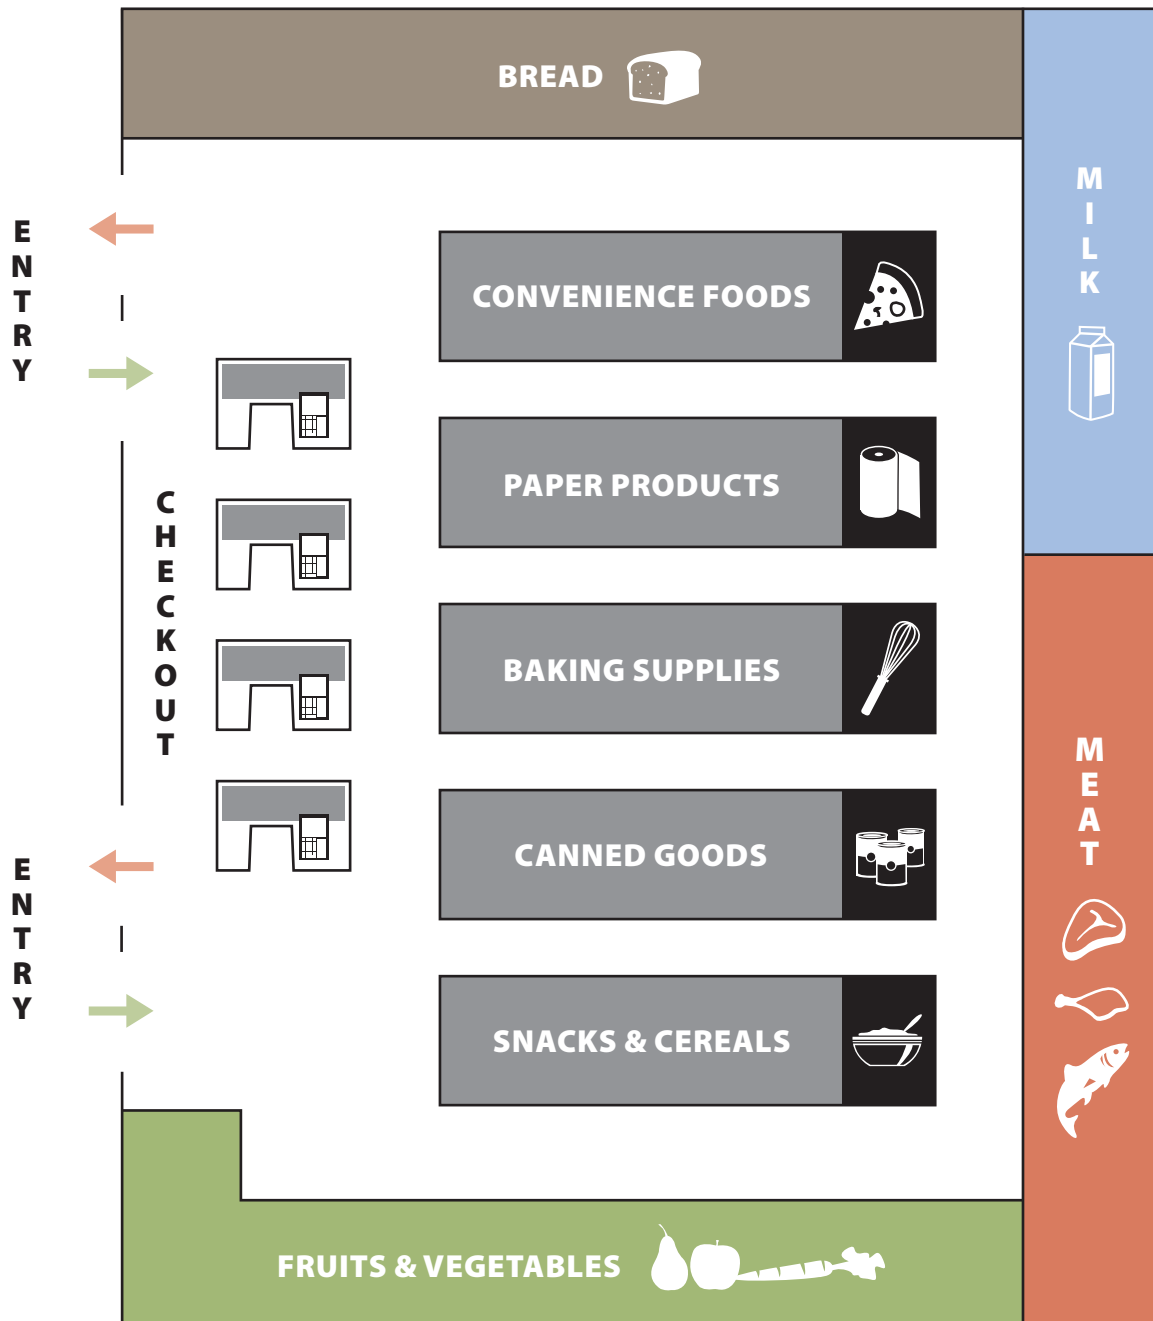 BREAD
MILK
ENTRY
CONVENIENCE FOODS
PAPER PRODUCTS
CHECKOUT
BAKING SUPPLIES
MEAT
CANNED GOODS
ENTRY
SNACKS & CEREALS
FRUITS & VEGETABLES